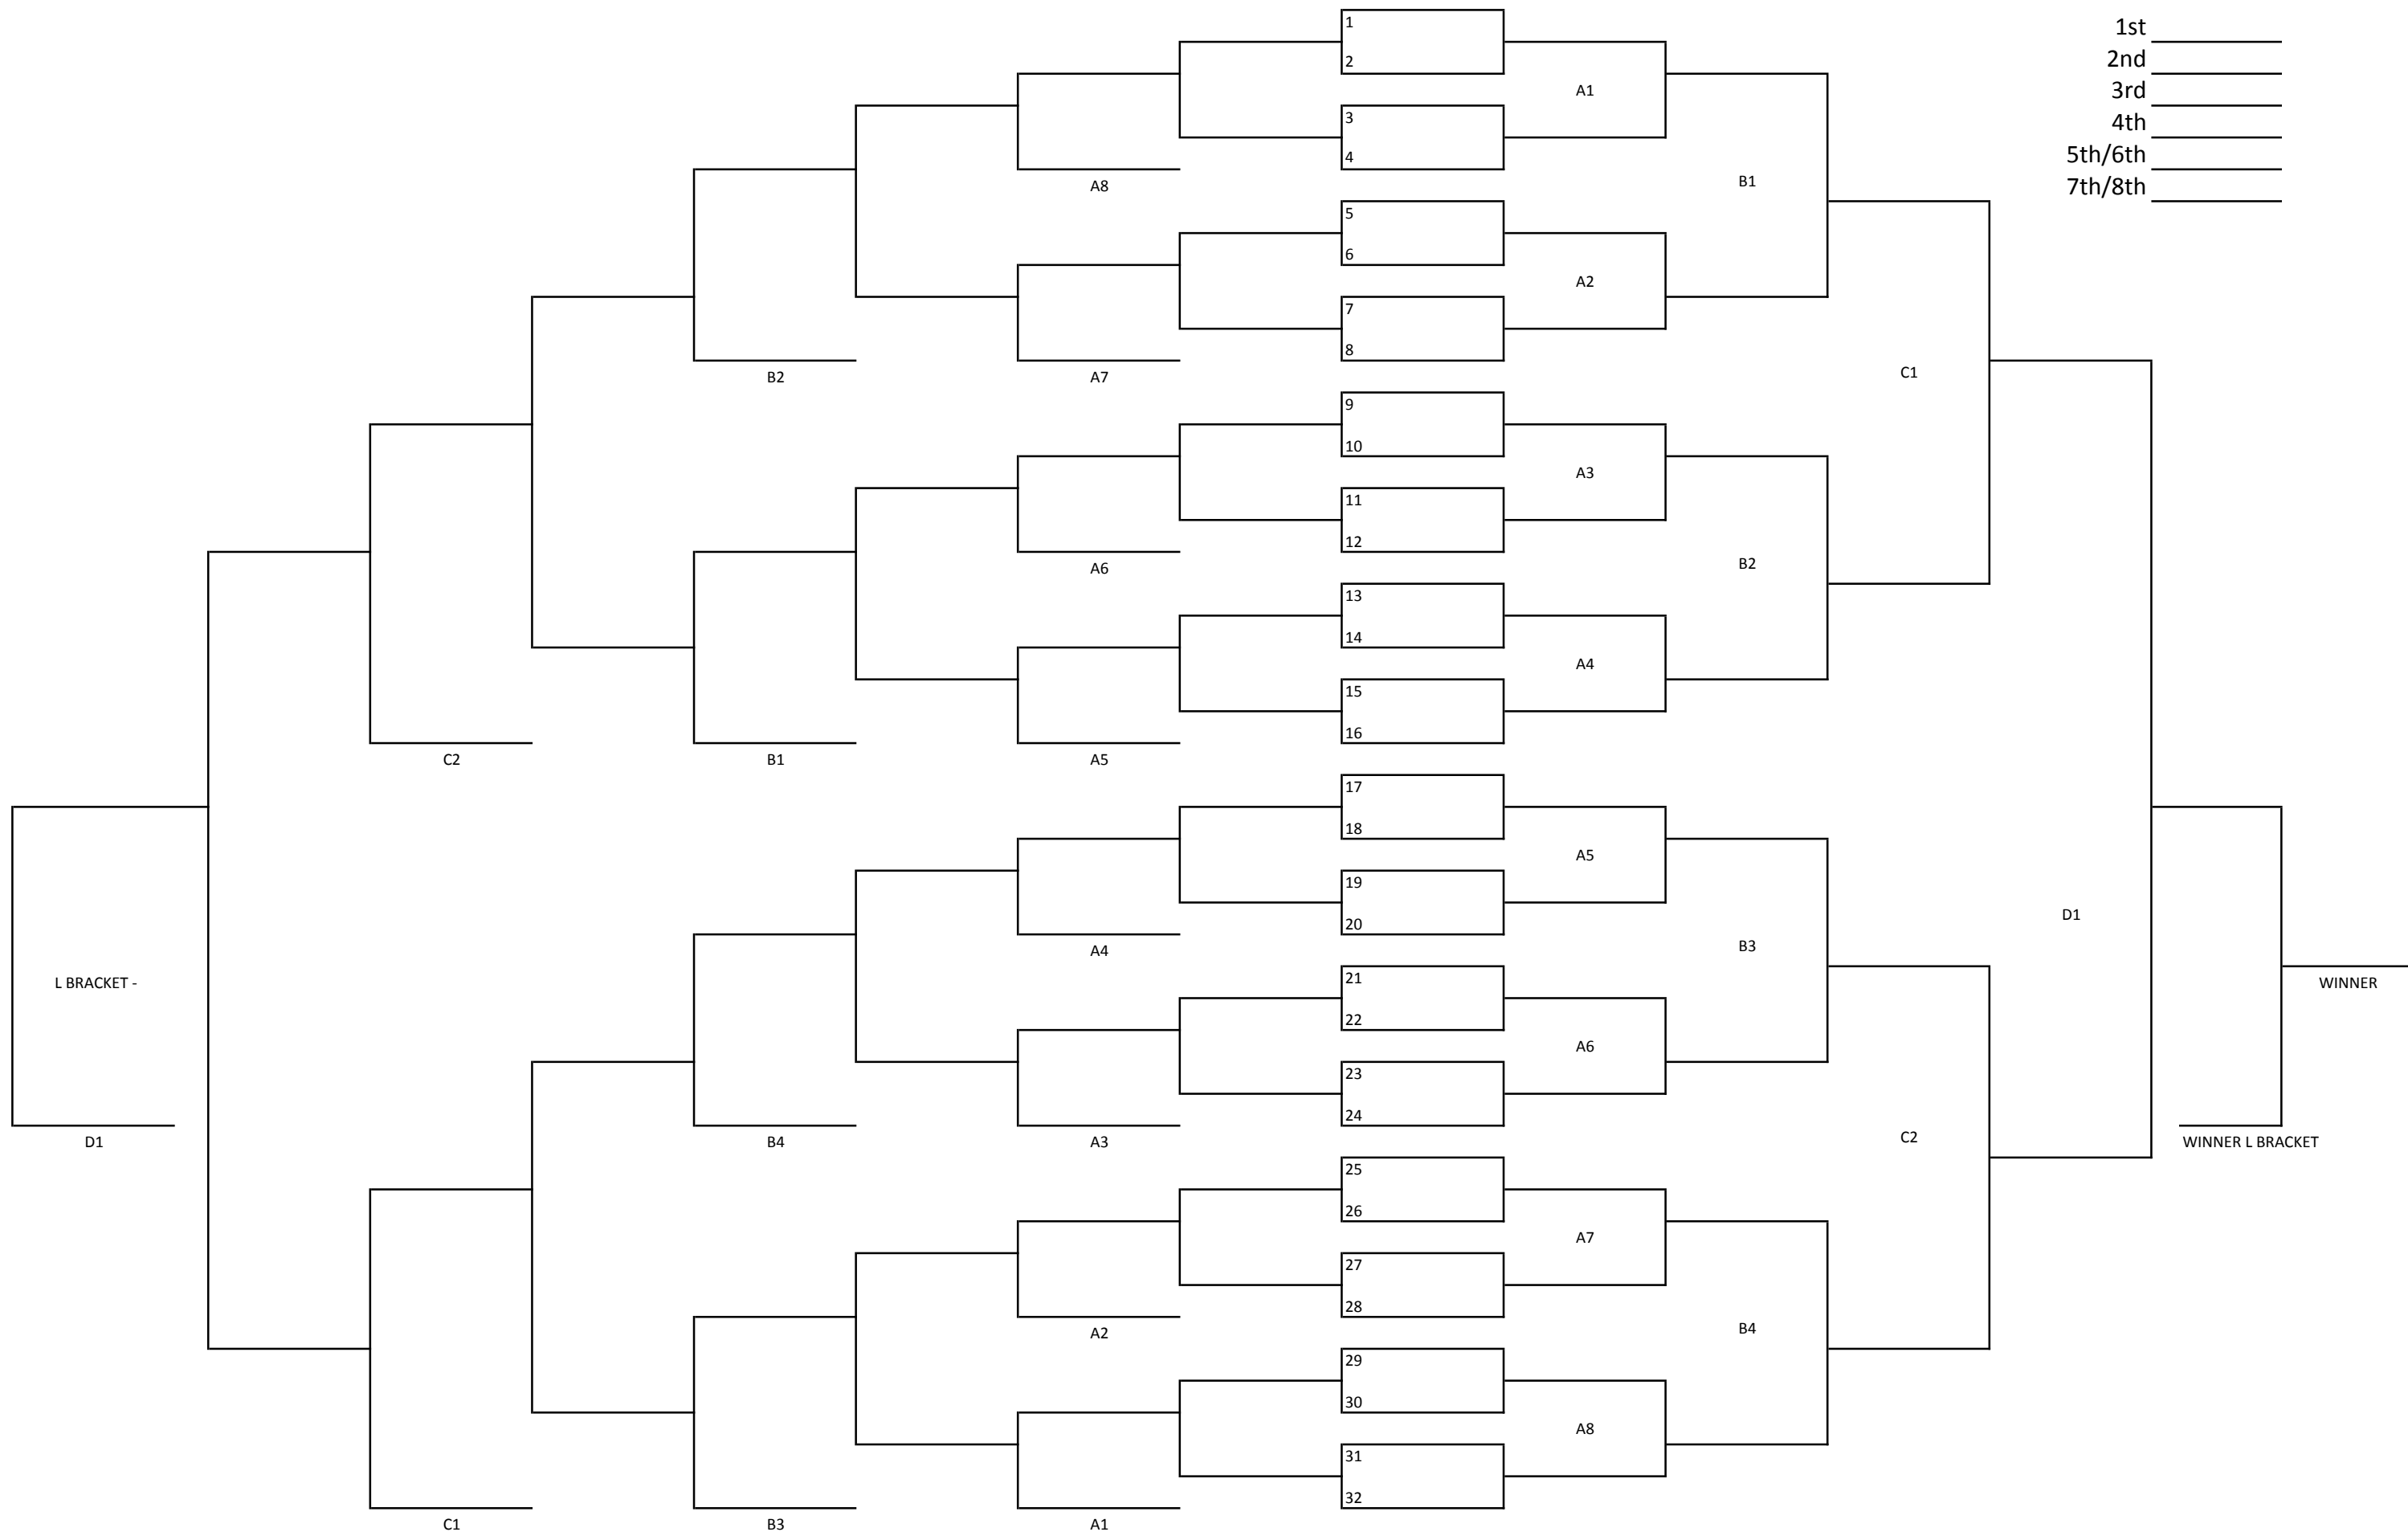 1
1st
2
2nd
A1
3rd
3
4th
4
5th/6th
A8
B1
7th/8th
5
6
A2
7
8
B2
A7
C1
9
10
A3
11
12
A6
B2
13
14
A4
15
16
C2
B1
A5
17
18
A5
19
20
D1
A4
B3
L BRACKET -
21
WINNER
22
A6
23
24
D1
B4
A3
C2
WINNER L BRACKET
25
26
A7
27
28
A2
B4
29
30
A8
31
32
C1
B3
A1